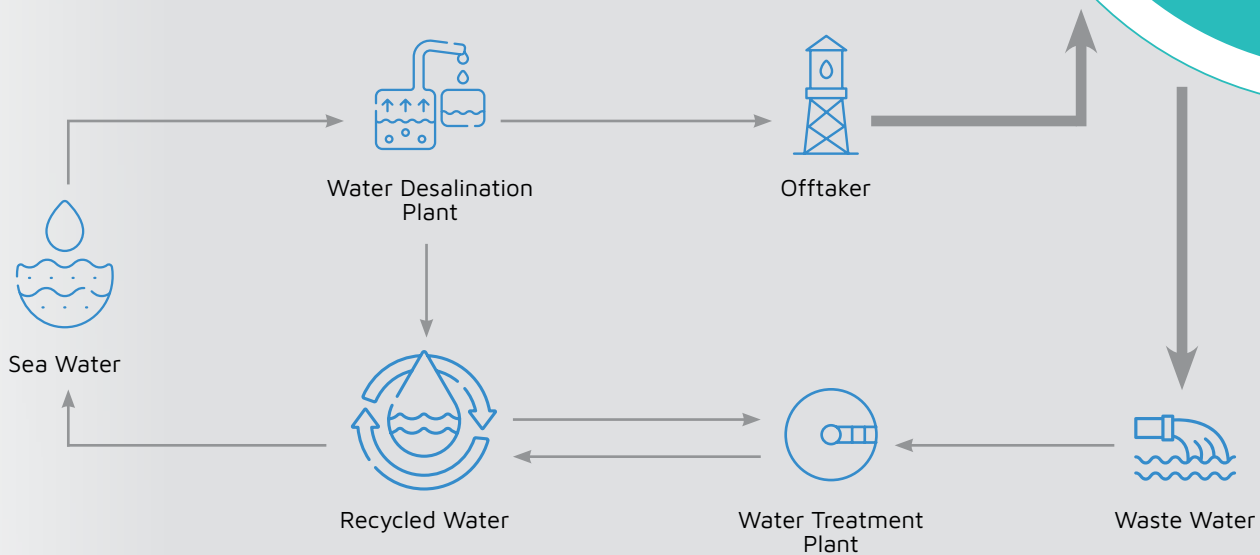 Water Desalination
Plant
Offtaker
Sea Water
Recycled Water
Water Treatment
Plant
Waste Water